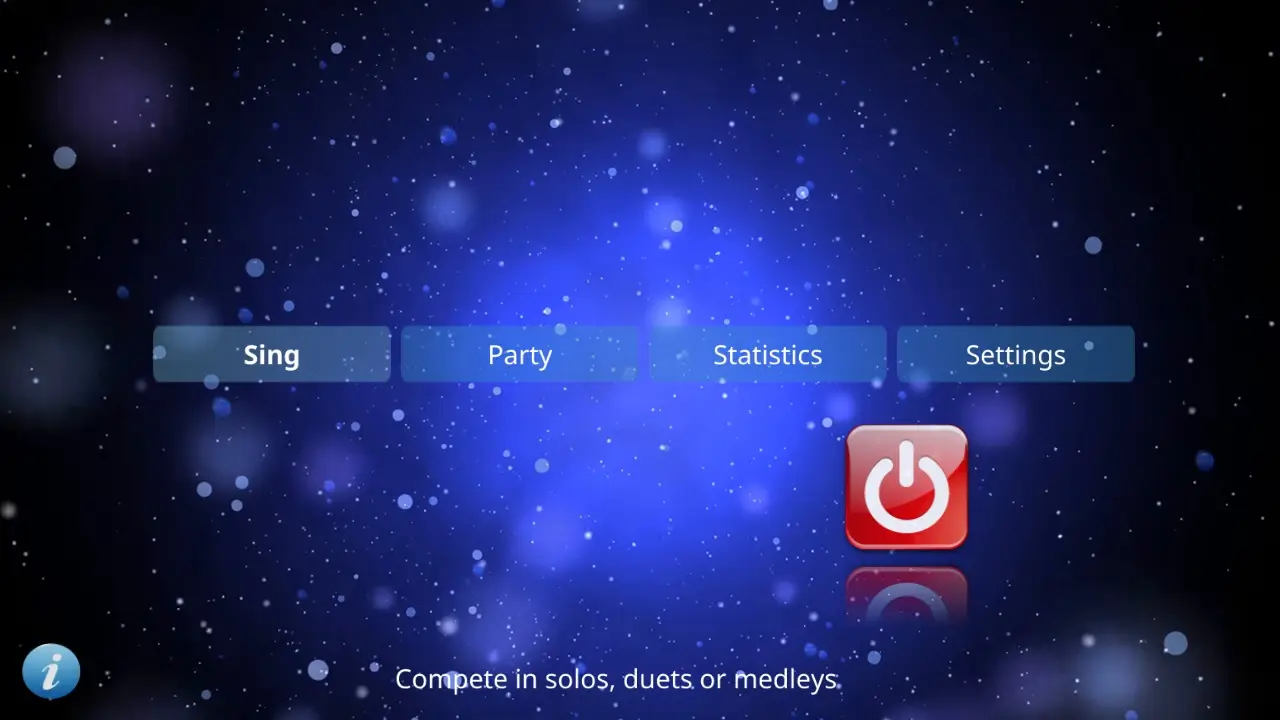 Sing
Party
Statistics
Settings
i
Compete in solos, duets or medleys